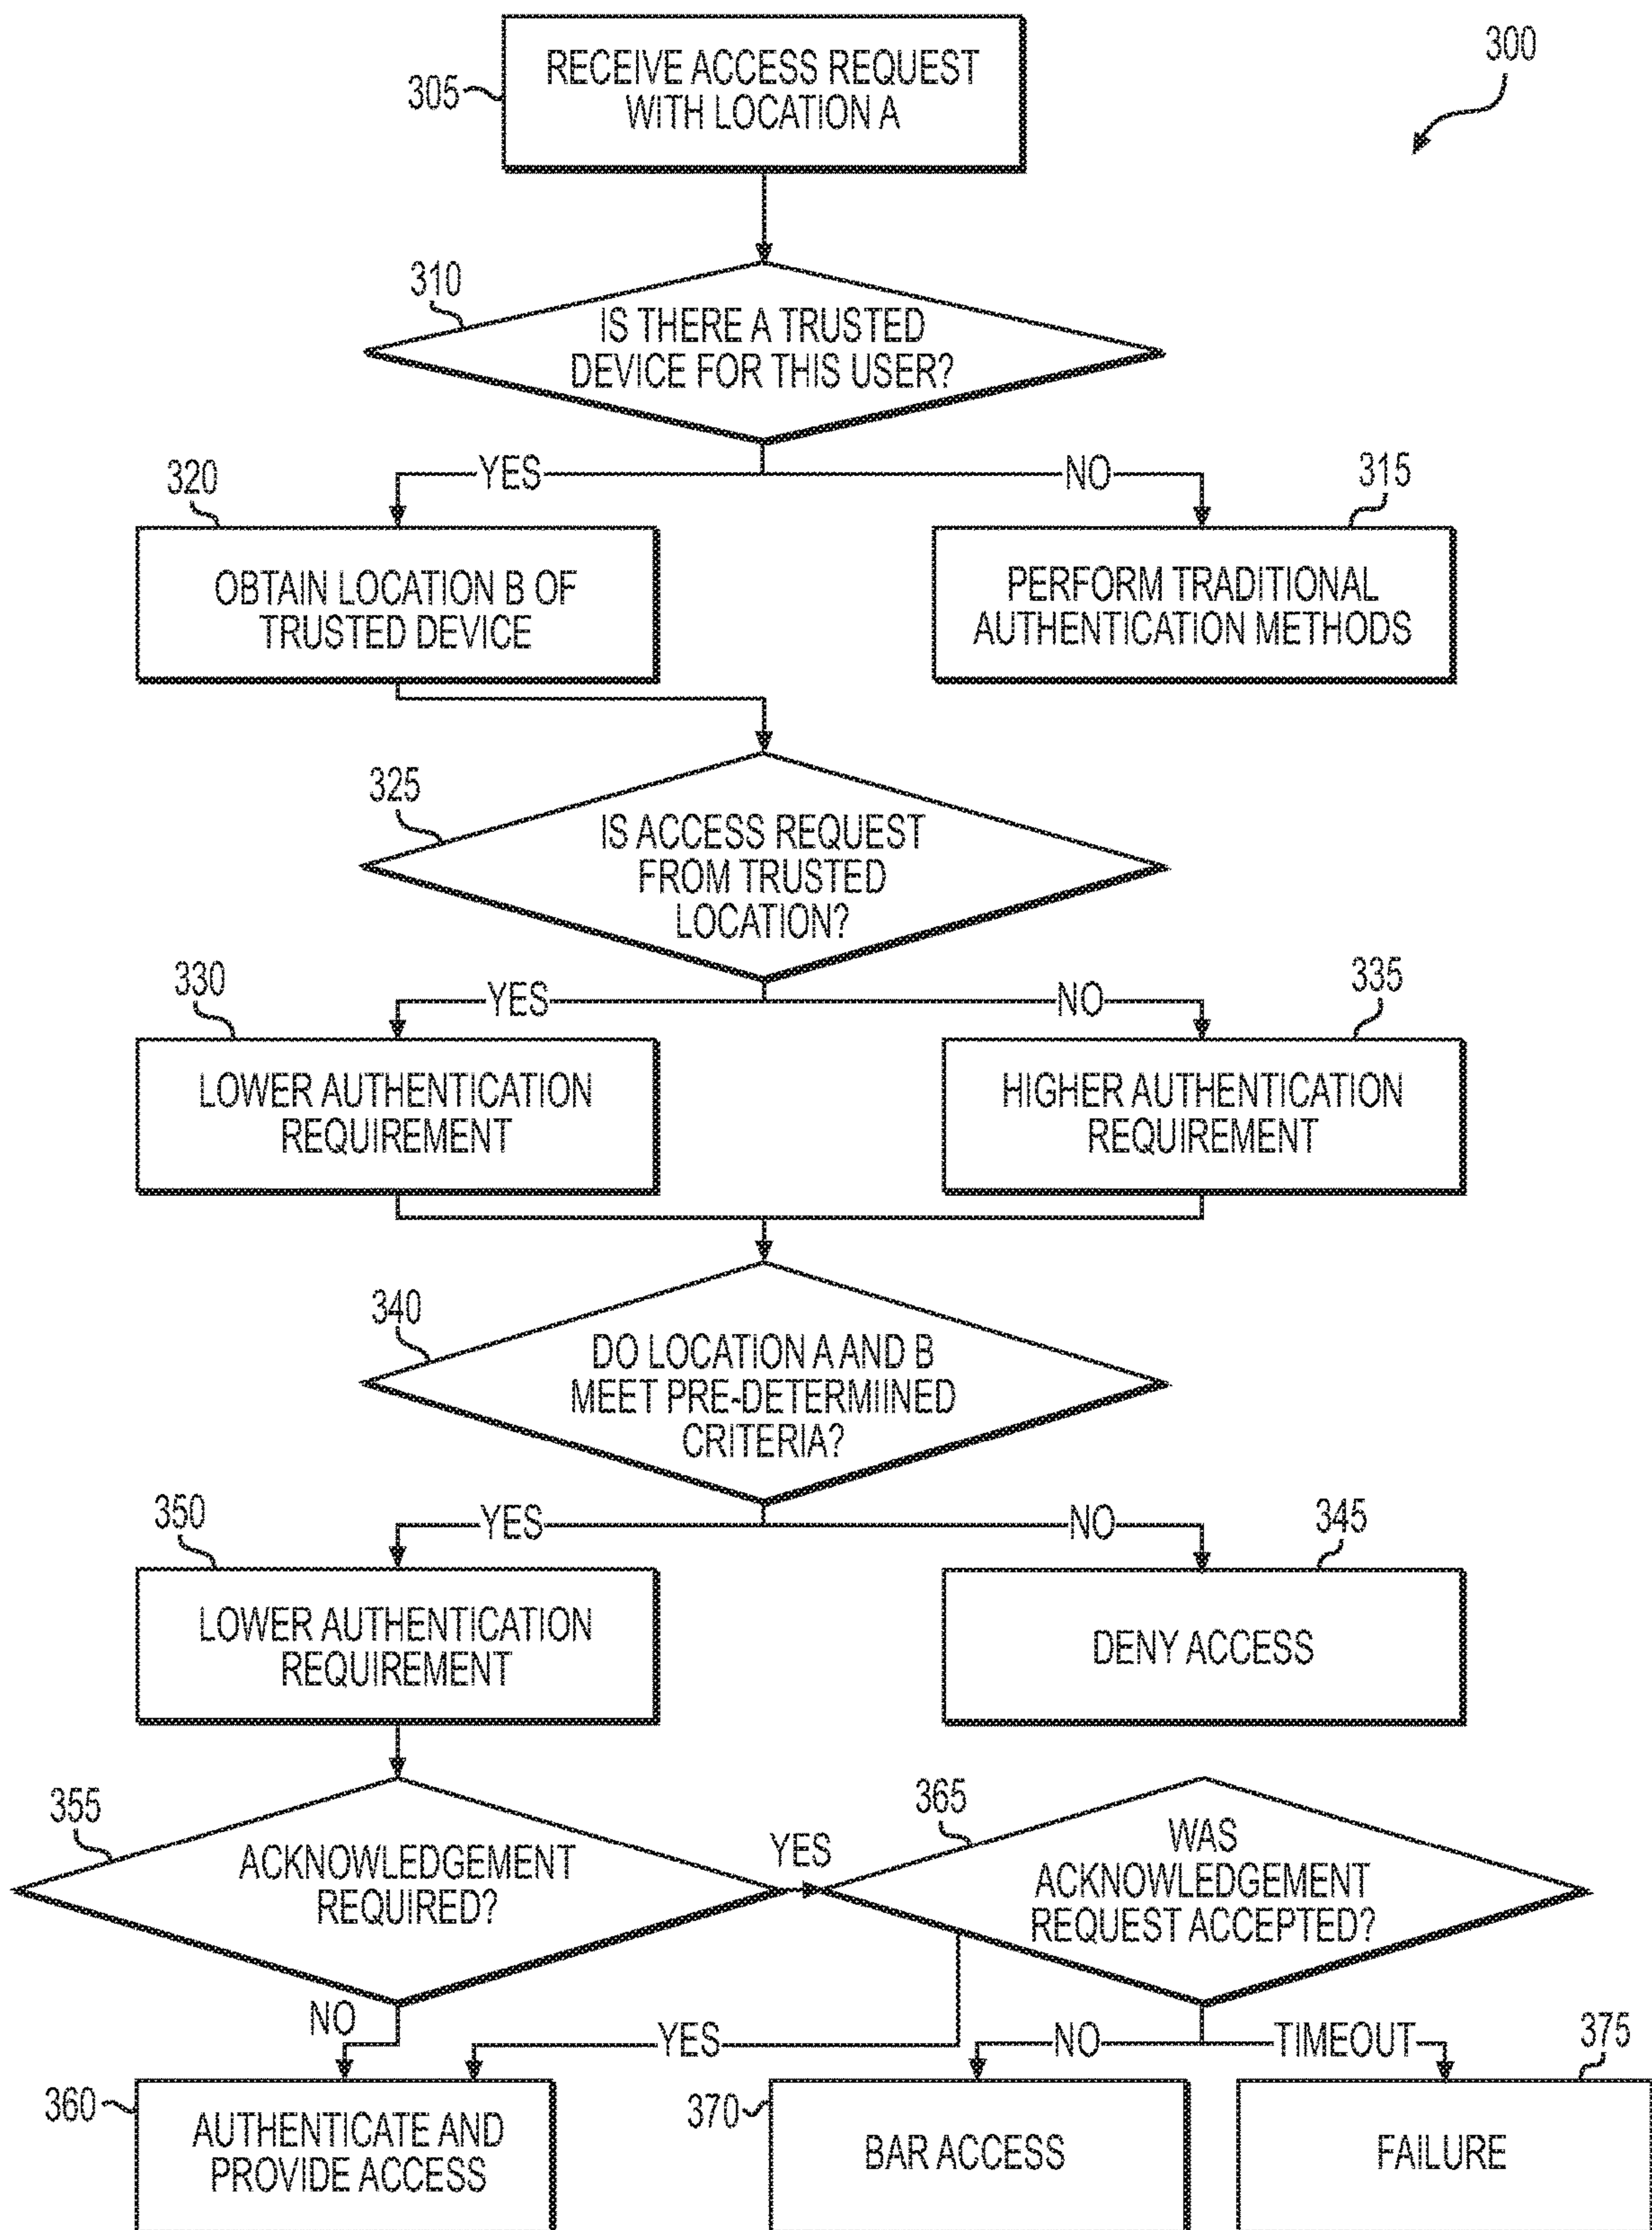 300
305
RECEIVE ACCESS REQUEST
WITH LOCATION A
310
IS THERE A TRUSTED
DEVICE FOR THIS USER?
YES
NO
320
315
OBTAIN LOCATION B OF
TRUSTED DEVICE
PERFORM TRADITIONAL
AUTHENTICATION METHODS
325
IS ACCESS REQUEST
FROM TRUSTED
LOCATION?
YES
NO
330
335
LOWER AUTHENTICATION
REQUIREMENT
HIGHER AUTHENTICATION
REQUIREMENT
340
DO LOCATION A AND B
MEET PRE-DETERMIINED
CRITERIA?
YES
NO
350
345
LOWER AUTHENTICATION
REQUIREMENT
DENY ACCESS
355
ACKNOWLEDGEMENT
REQUIRED?
YES
365
WAS
ACKNOWLEDGEMENT
REQUEST ACCEPTED?
NO
YES
NO
TIMEOUT
375
360
AUTHENTICATE AND
PROVIDE ACCESS
370
BAR ACCESS
FAILURE